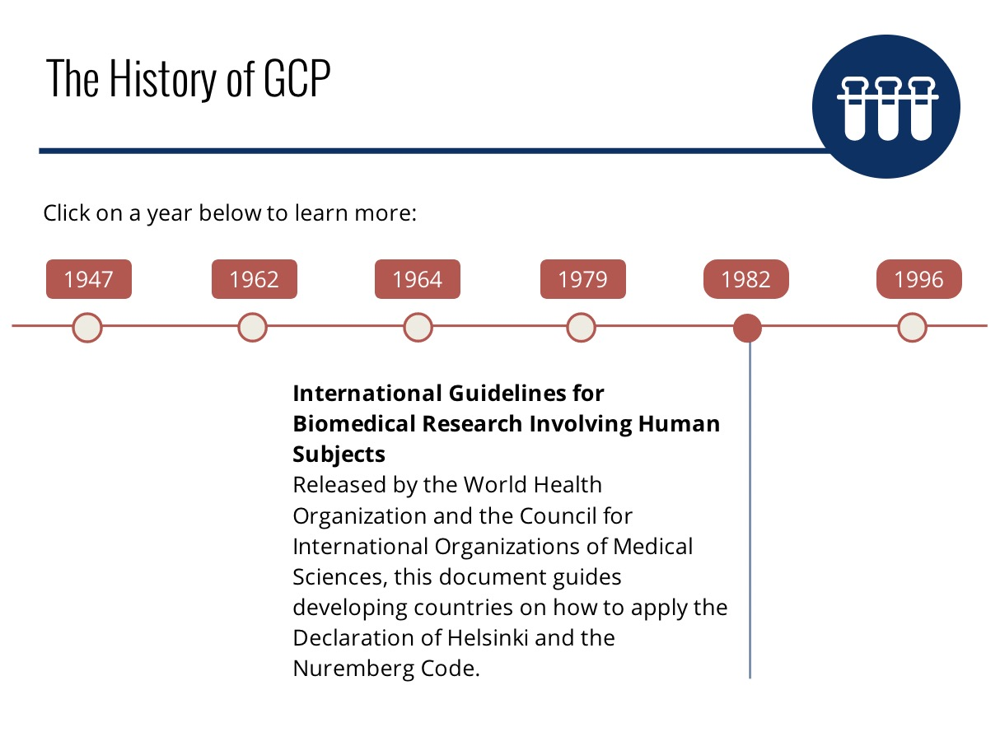 The History of GCP
Click on a year below to learn more:
1947
1962
1964
1979
1982
1996
International Guidelines for
Biomedical Research Involving Human
Subjects
Released by the World Health
Organization and the Council for
International Organizations of Medical
Sciences, this document guides
developing countries on how to apply the
Declaration of Helsinki and the
Nuremberg Code.